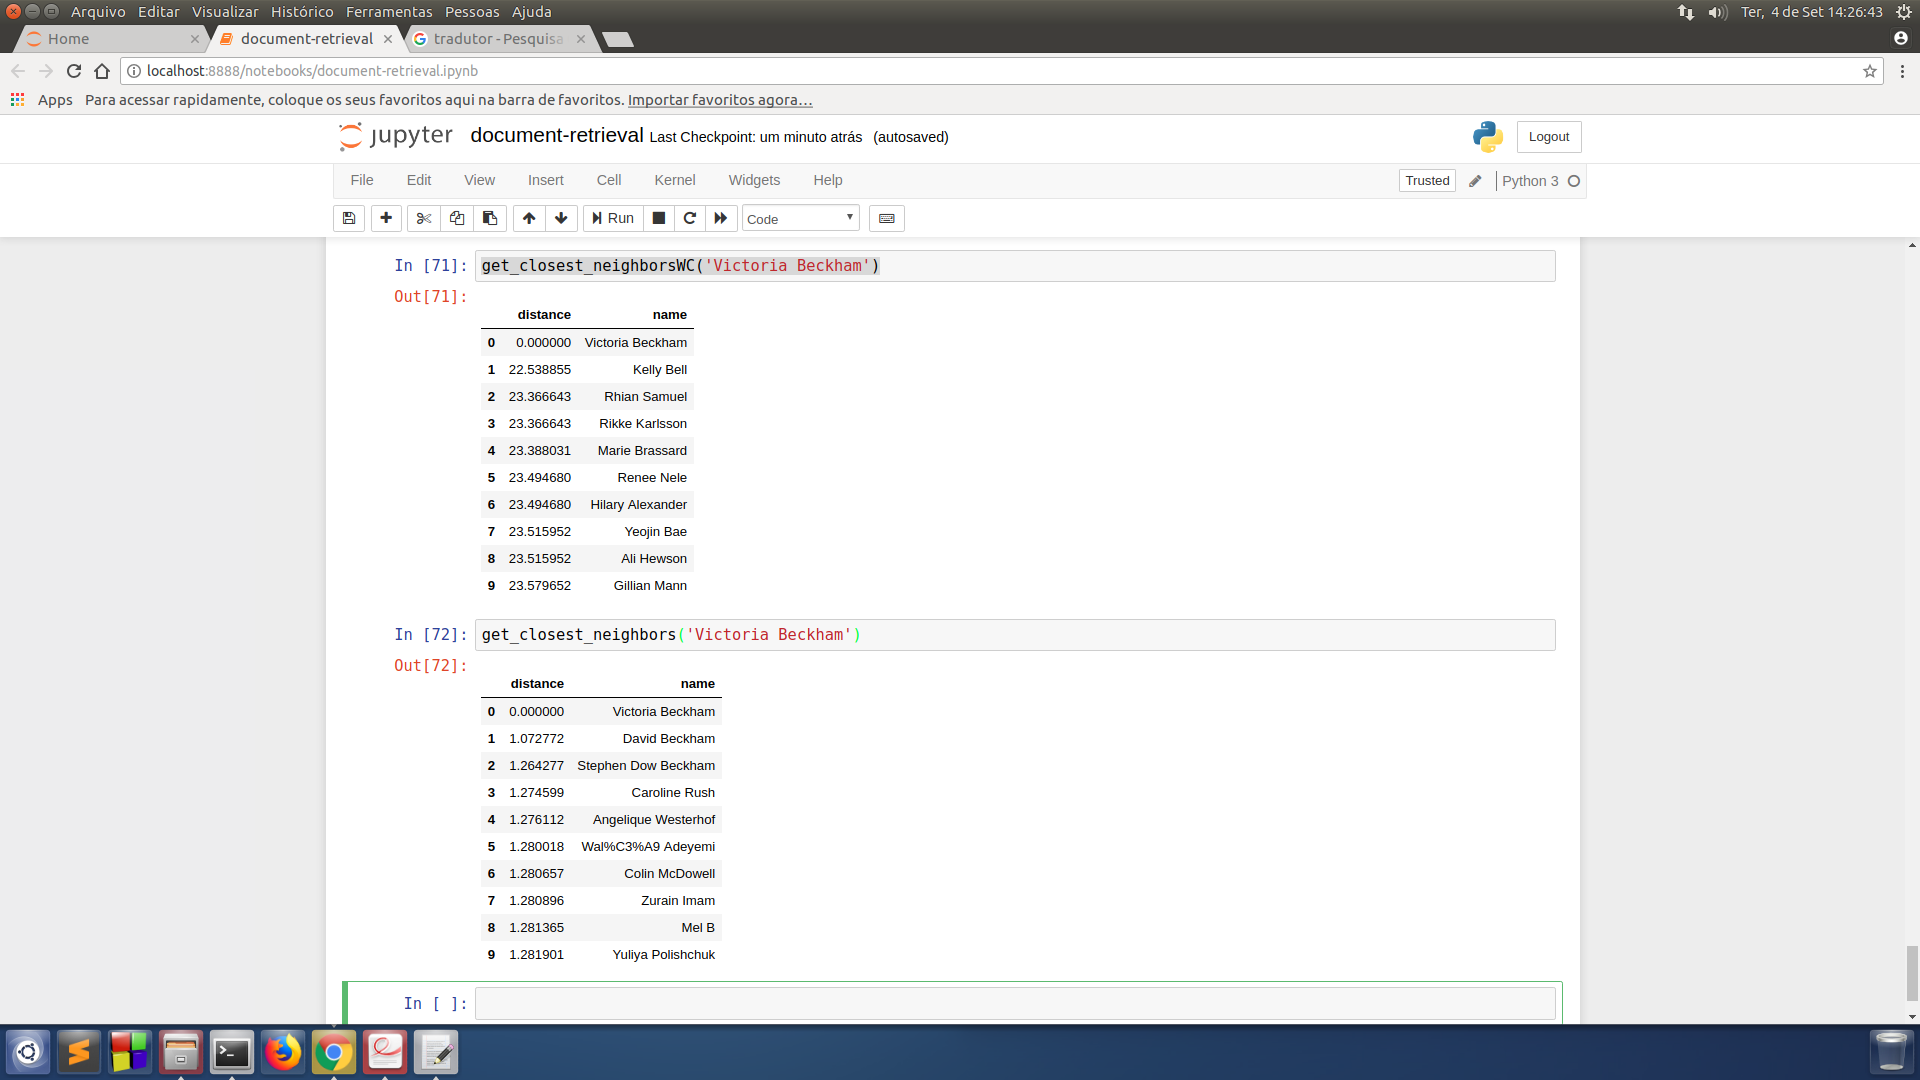 Arquivo Editar Visualizar Histórico Ferramentas Pessoas Ajuda
Ter, 4 de Set 14:26:43
Home
document-retrieval
tradutor - Pesquisa
localhost:8888/notebooks/document-retrieval.ipynb
Apps Para acessar rapidamente, coloque os seus favoritos aqui na barra de favoritos. Importar favoritos agora...
jupyter document-retrieval Last Checkpoint: um minuto atrás (autosaved)
Logout
File Edit View Insert Cell Kernel Widgets Help
Trusted Python 3
Run Code
In [71]: get_closest_neighborsWC('Victoria Beckham')
Out[71]:
distance name
0 0.000000 Victoria Beckham
1 22.538855 Kelly Bell
2 23.366643 Rhian Samuel
3 23.366643 Rikke Karlsson
4 23.388031 Marie Brassard
5 23.494680 Renee Nele
6 23.494680 Hilary Alexander
7 23.515952 Yeojin Bae
8 23.515952 Ali Hewson
9 23.579652 Gillian Mann
In [72]: get_closest_neighbors('Victoria Beckham')
Out[72]:
distance name
0 0.000000 Victoria Beckham
1 1.072772 David Beckham
2 1.264277 Stephen Dow Beckham
3 1.274599 Caroline Rush
4 1.276112 Angelique Westerhof
5 1.280018 Wal%C3%A9 Adeyemi
6 1.280657 Colin McDowell
7 1.280896 Zurain Imam
8 1.281365 Mel B
9 1.281901 Yuliya Polishchuk
In [ ]: